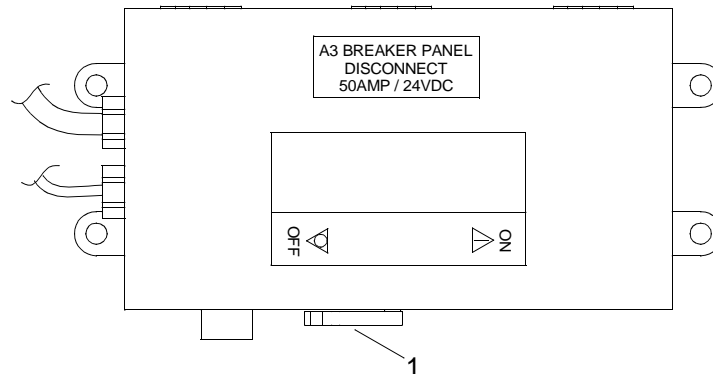 A3 BREAKER PANEL
DISCONNECT
50AMP / 24VDC
OFF
ON
1